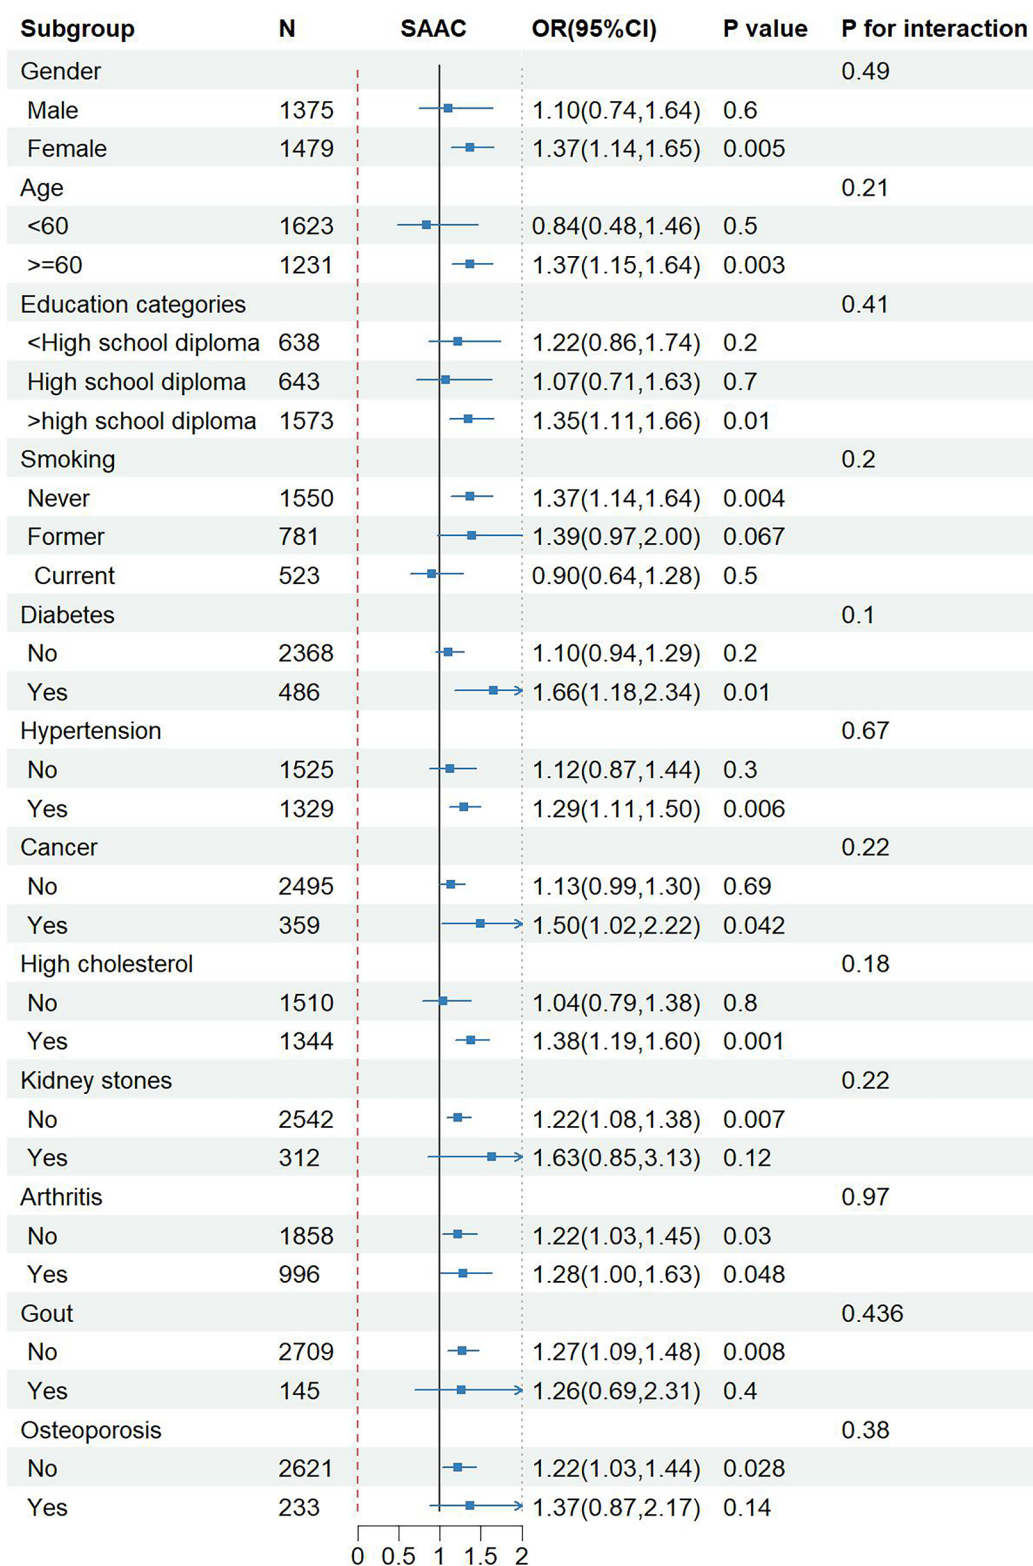 Subgroup N SAAC OR(95%CI) P value P for interaction
Gender 0.49
Male 1375 1.10(0.74,1.64) 0.6
Female 1479 1.37(1.14,1.65) 0.005
Age 0.21
<60 1623 0.84(0.48,1.46) 0.5
>=60 1231 1.37(1.15,1.64) 0.003
Education categories 0.41
<High school diploma 638 1.22(0.86,1.74) 0.2
High school diploma 643 1.07(0.71,1.63) 0.7
>high school diploma 1573 1.35(1.11,1.66) 0.01
Smoking 0.2
Never 1550 1.37(1.14,1.64) 0.004
Former 781 1.39(0.97,2.00) 0.067
Current 523 0.90(0.64,1.28) 0.5
Diabetes 0.1
No 2368 1.10(0.94,1.29) 0.2
Yes 486 1.66(1.18,2.34) 0.01
Hypertension 0.67
No 1525 1.12(0.87,1.44) 0.3
Yes 1329 1.29(1.11,1.50) 0.006
Cancer 0.22
No 2495 1.13(0.99,1.30) 0.69
Yes 359 1.50(1.02,2.22) 0.042
High cholesterol 0.18
No 1510 1.04(0.79,1.38) 0.8
Yes 1344 1.38(1.19,1.60) 0.001
Kidney stones 0.22
No 2542 1.22(1.08,1.38) 0.007
Yes 312 1.63(0.85,3.13) 0.12
Arthritis 0.97
No 1858 1.22(1.03,1.45) 0.03
Yes 996 1.28(1.00,1.63) 0.048
Gout 0.436
No 2709 1.27(1.09,1.48) 0.008
Yes 145 1.26(0.69,2.31) 0.4
Osteoporosis 0.38
No 2621 1.22(1.03,1.44) 0.028
Yes 233 1.37(0.87,2.17) 0.14
0 0.5 1 1.5 2